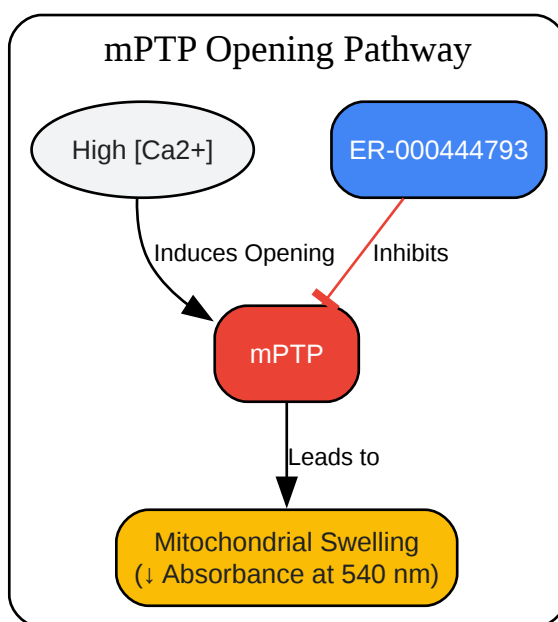 mPTP Opening Pathway
High [Ca2+]
ER-000444793
Induces Opening
Inhibits
mPTP
Leads to
Mitochondrial Swelling
(↓ Absorbance at 540 nm)